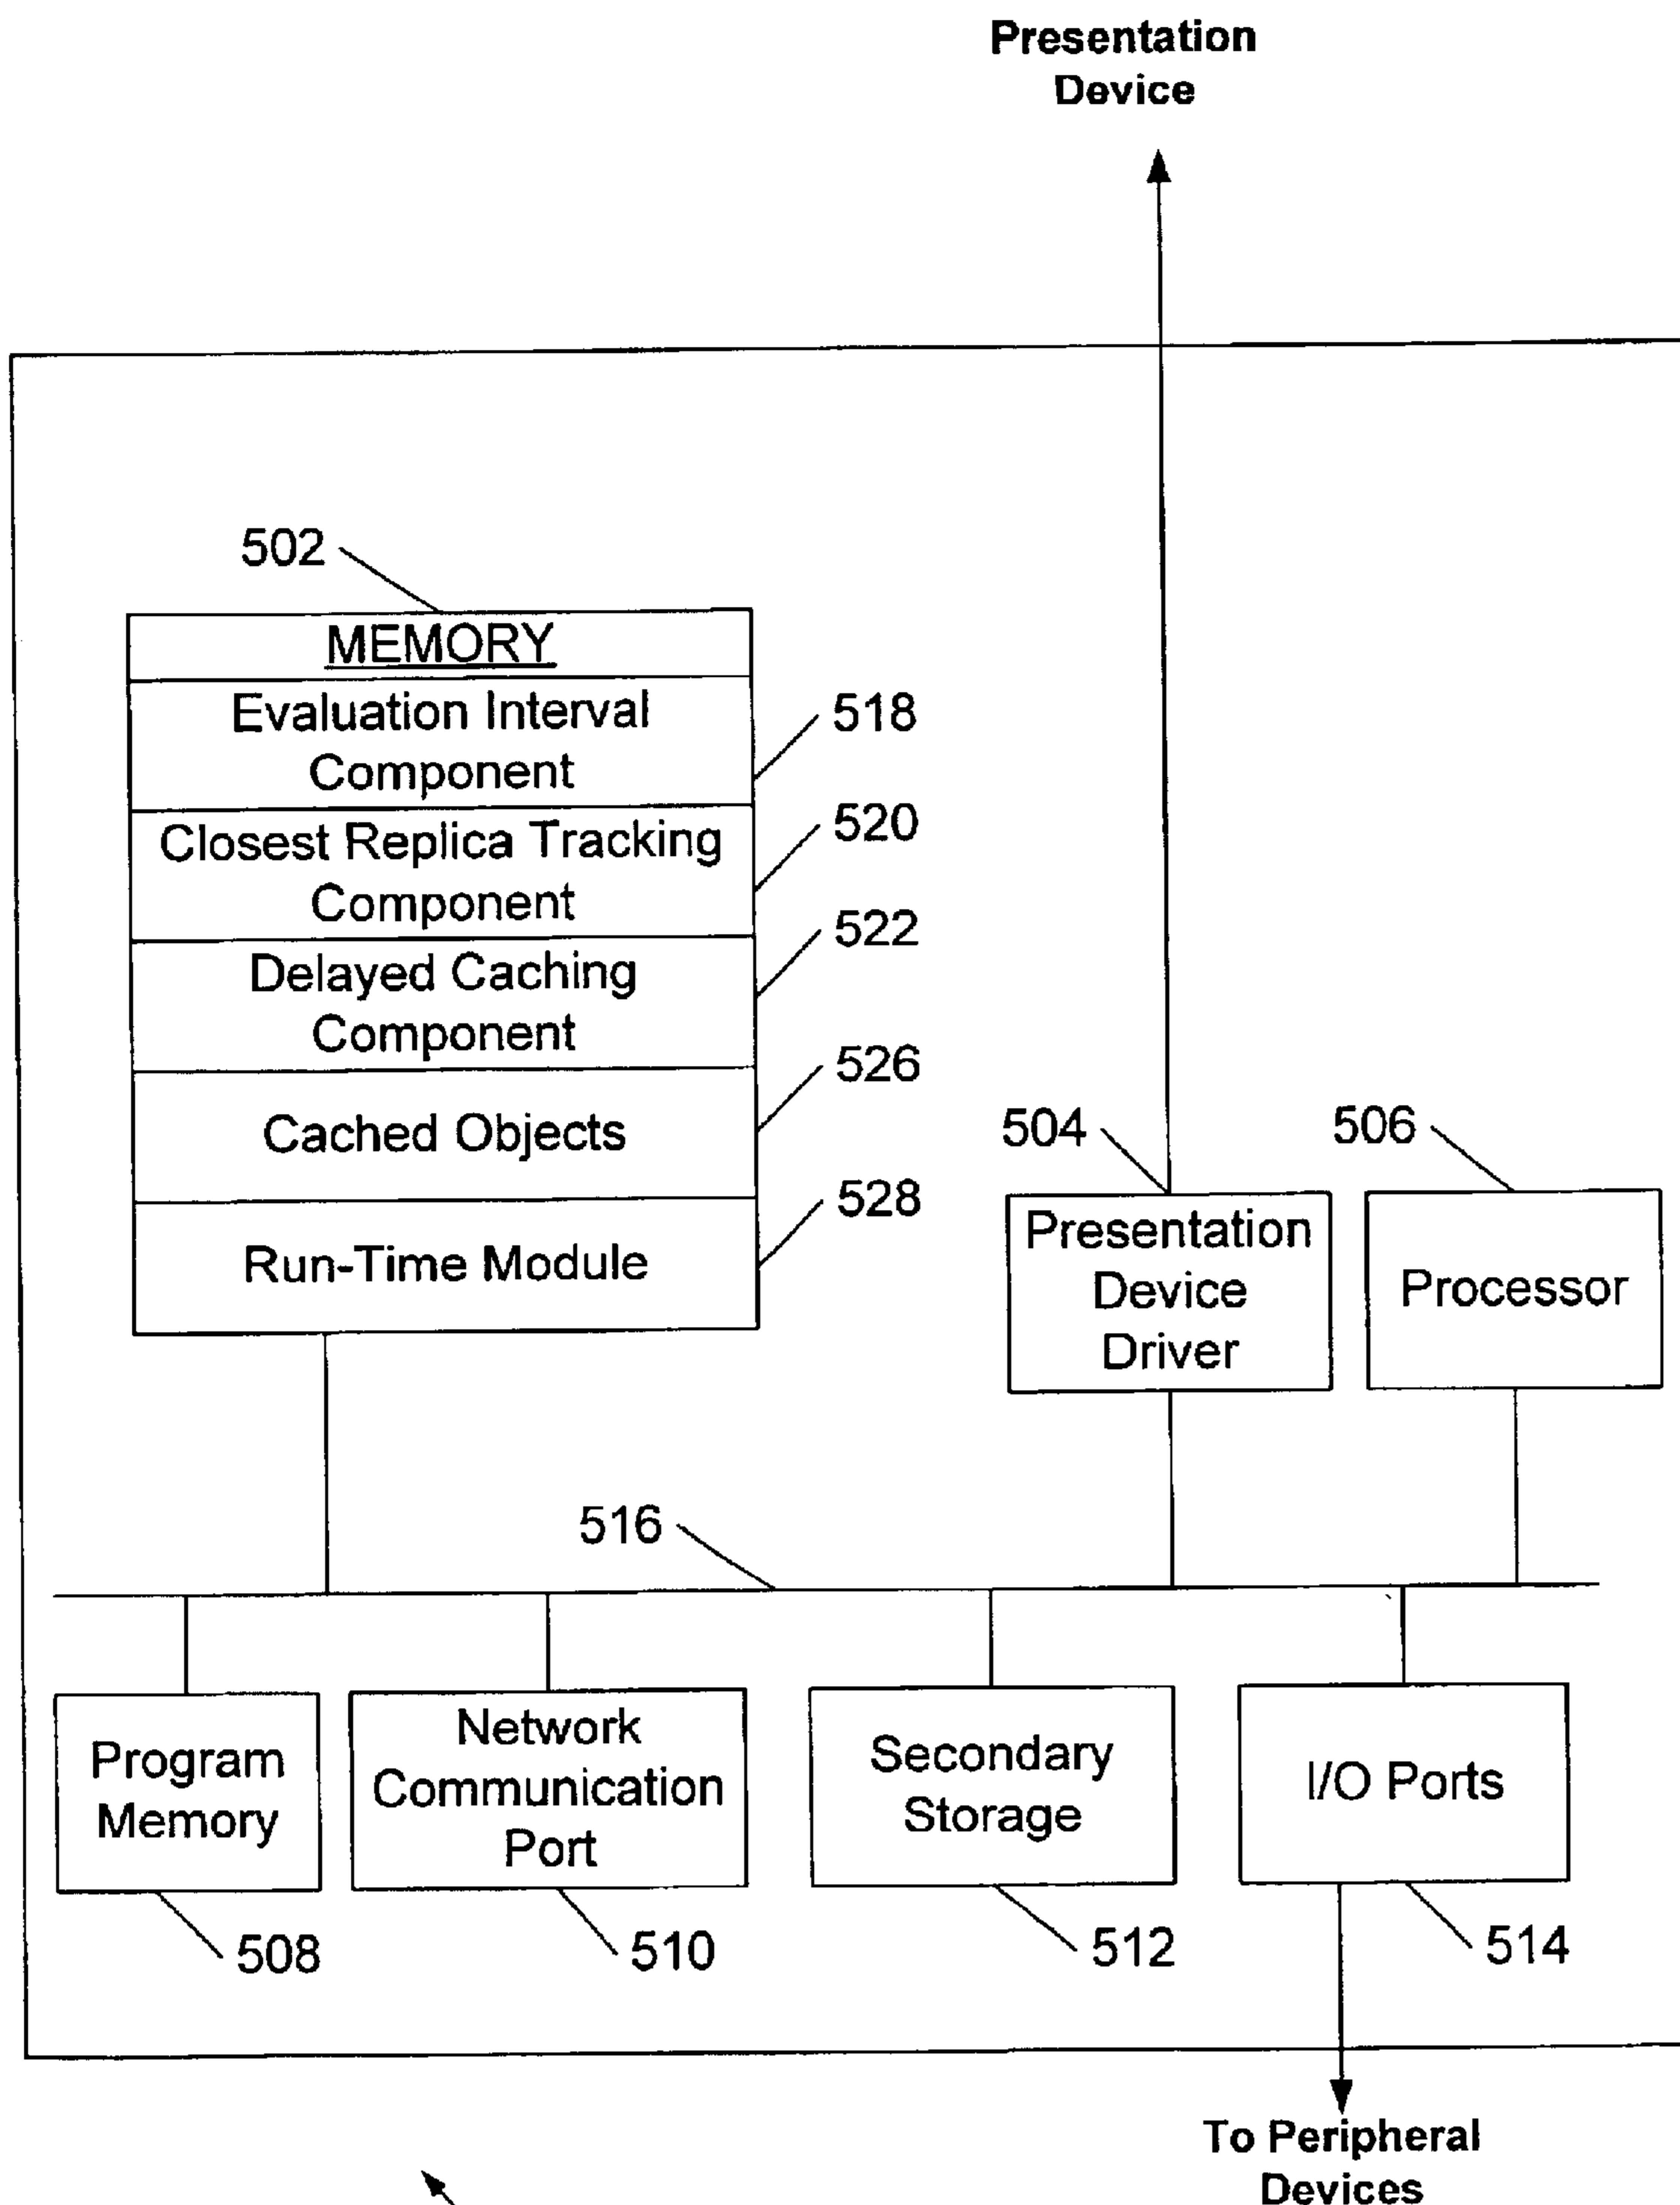 Presentation
Device
502
MEMORY
Evaluation Interval
Component
518
Closest Replica Tracking
Component
520
Delayed Caching
Component
522
Cached Objects
526
Run-Time Module
528
504
Presentation
Device
Driver
506
Processor
516
Program
Memory
508
Network
Communication
Port
510
Secondary
Storage
512
I/O Ports
514
To Peripheral
Devices